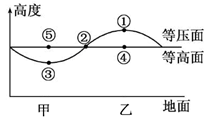 高度
①
⑤ ② 等压面
④ 等高面
③
甲 乙 地面